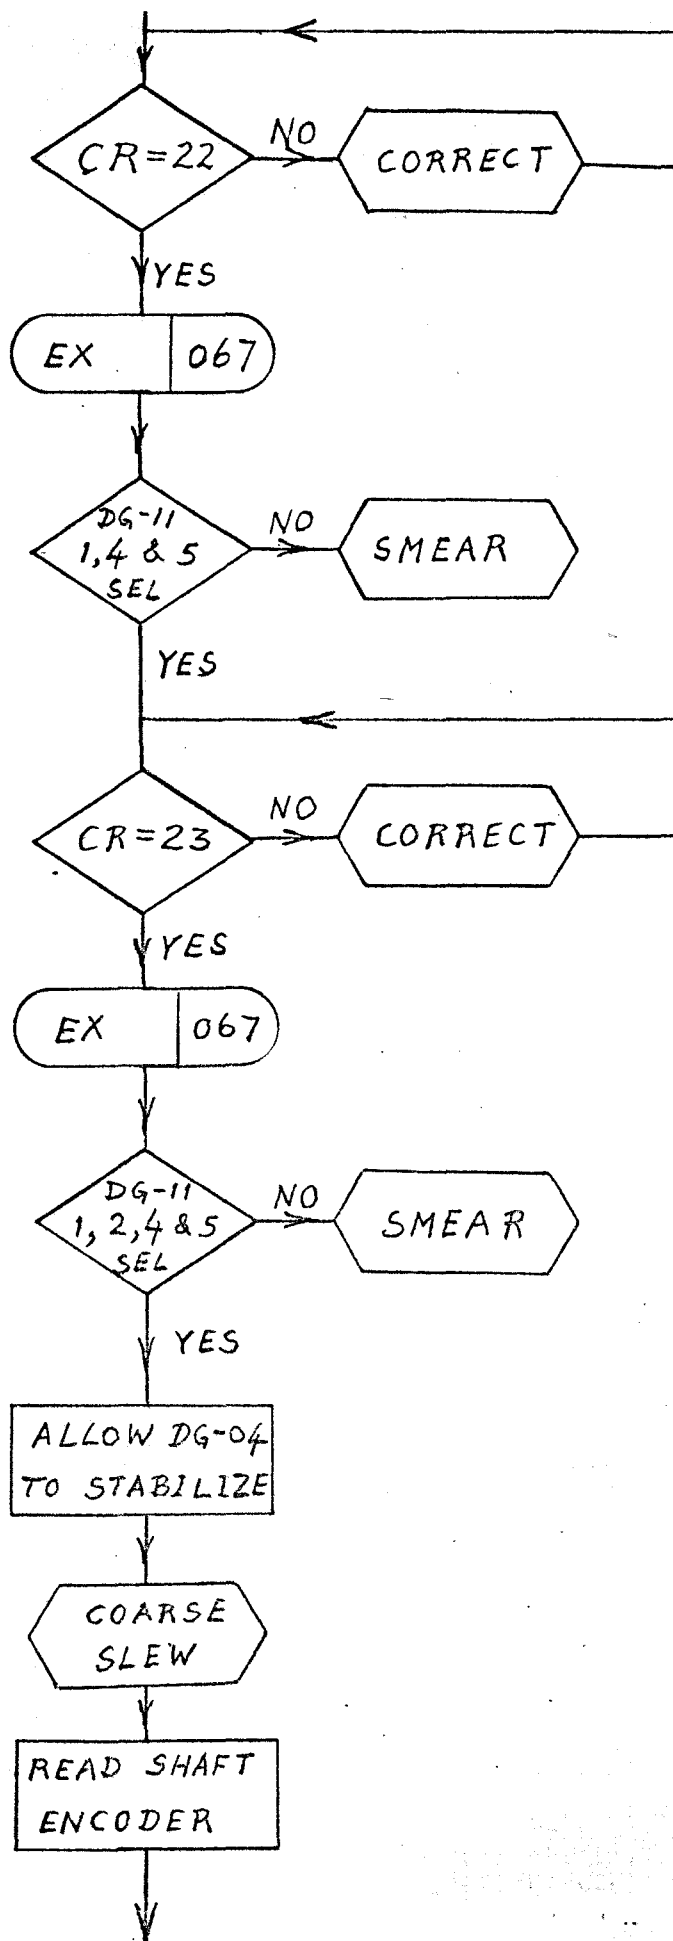 CR=22
NO
CORRECT
YES
EX 067
DG-11
1,4 & 5
SEL
NO
SMEAR
YES
CR=23
NO
CORRECT
YES
EX 067
DG-11
1, 2, 4 & 5
SEL
NO
SMEAR
YES
ALLOW DG-04
TO STABILIZE
COARSE
SLEW
READ SHAFT
ENCODER